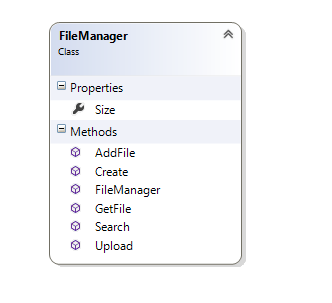 FileManager
Class
Properties
Size
Methods
AddFile
Create
FileManager
GetFile
Search
Upload